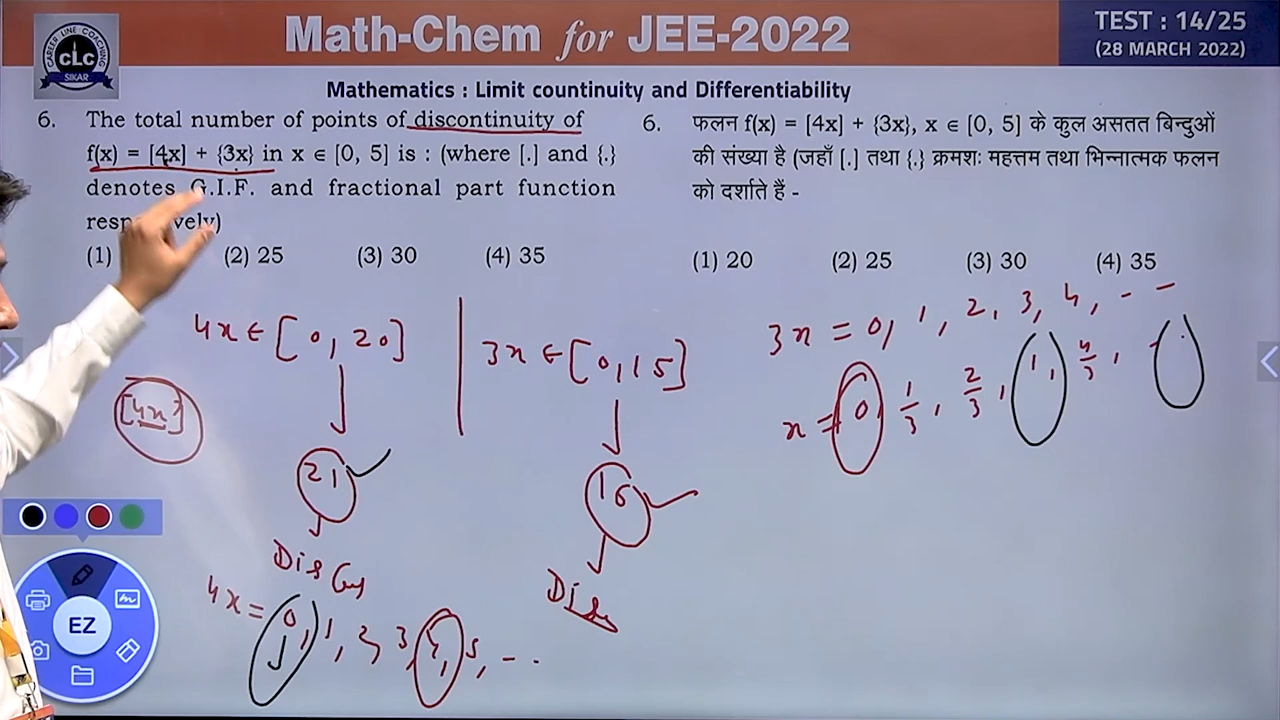 CAREER LINE COACHING
CLC
SIKAR
Math-Chem for JEE-2022
TEST : 14/25
(28 MARCH 2022)
Mathematics : Limit countinuity and Differentiability
6. The total number of points of discontinuity of
f(x) = [4x] + {3x} in x ∈ [0, 5] is : (where [.] and {.}
denotes G.I.F. and fractional part function
(1) (2) 25 (3) 30 (4) 35
6. फलन f(x) = [4x] + {3x}, x ∈ [0, 5] के कुल असतत बिन्दुओं
की संख्या है (जहाँ [.] तथा {.} क्रमशः महत्तम तथा भिन्नात्मक फलन
को दर्शाते हैं -
(1) 20 (2) 25 (3) 30 (4) 35
4x ∈ [0, 20]
[4x]
21
4x = 0, 1, 2, 3, 4, 5, - -
3x ∈ [0, 15]
16
3x = 0, 1, 2, 3, 4, - -
x = 0, 1/3, 2/3, 1, 4/3, -
EZ